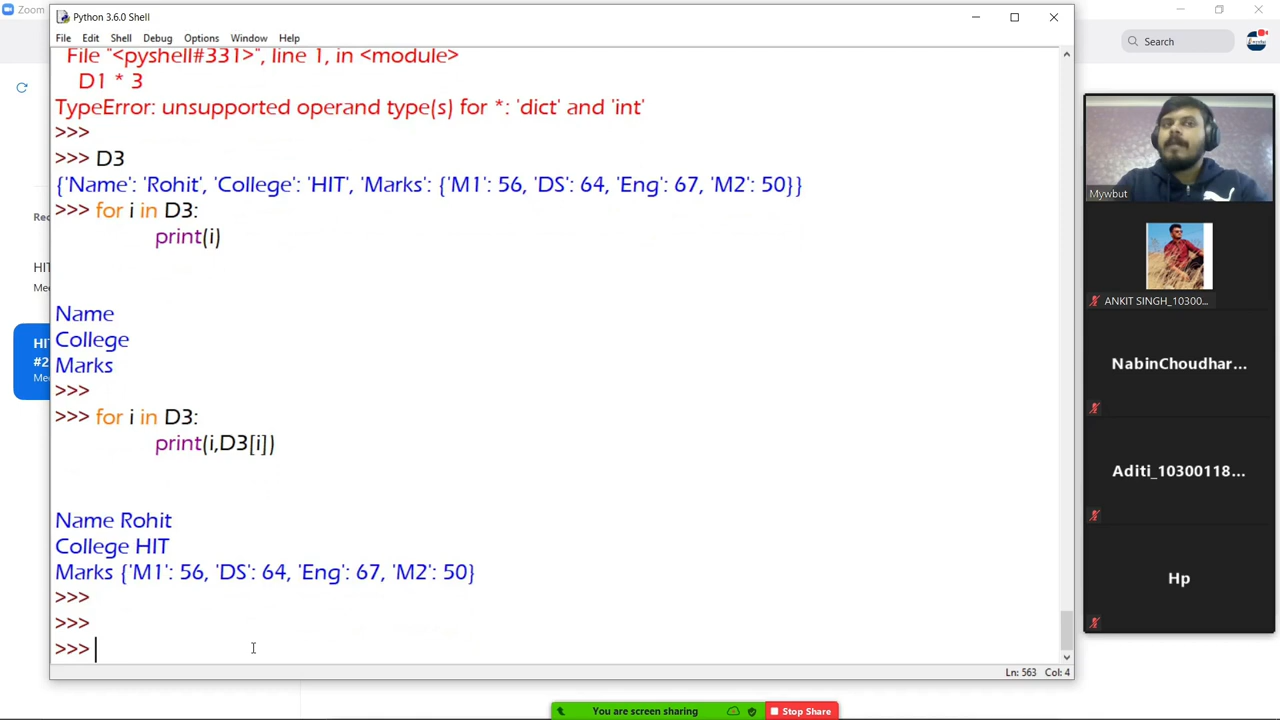 Zoom
Python 3.6.0 Shell
File Edit Shell Debug Options Window Help
Search
File "<pyshell#331>", line 1, in <module>
D1 * 3
TypeError: unsupported operand type(s) for *: 'dict' and 'int'
>>>
>>> D3
{'Name': 'Rohit', 'College': 'HIT', 'Marks': {'M1': 56, 'DS': 64, 'Eng': 67, 'M2': 50}}
>>> for i in D3:
print(i)
Name
College
Marks
>>>
>>> for i in D3:
print(i,D3[i])
Name Rohit
College HIT
Marks {'M1': 56, 'DS': 64, 'Eng': 67, 'M2': 50}
>>>
>>>
>>>
Ln: 563 Col: 4
HI
#2
Mywbut
ANKIT SINGH_10300...
NabinChoudhar...
Aditi_10300118...
Hp
You are screen sharing
Stop Share